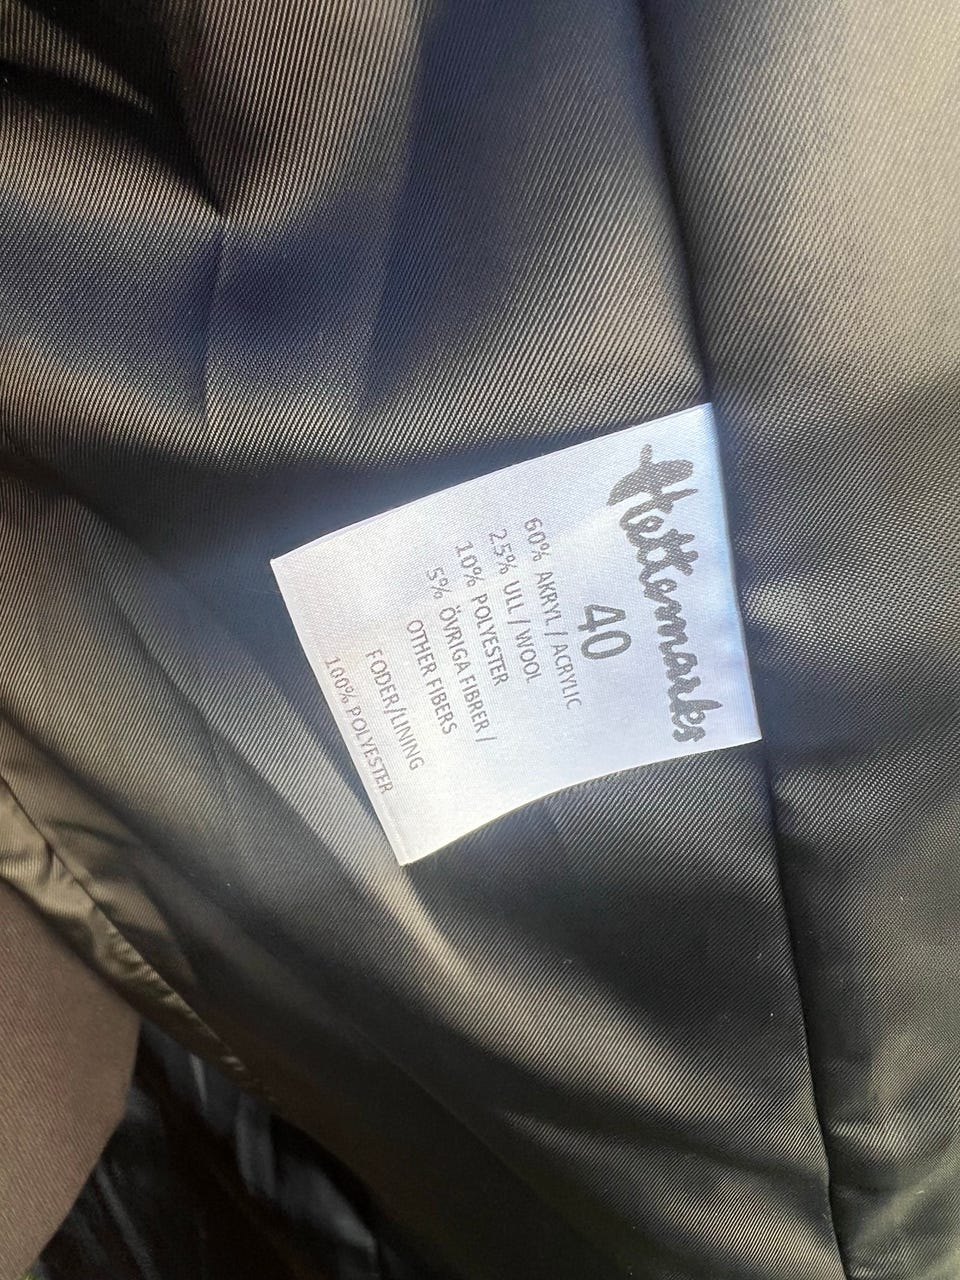 Hettemarks
40
60% AKRYL / ACRYLIC
25% ULL / WOOL
10% POLYESTER
5% ÖVRIGA FIBRER /
OTHER FIBERS
FODER/LINING
100% POLYESTER